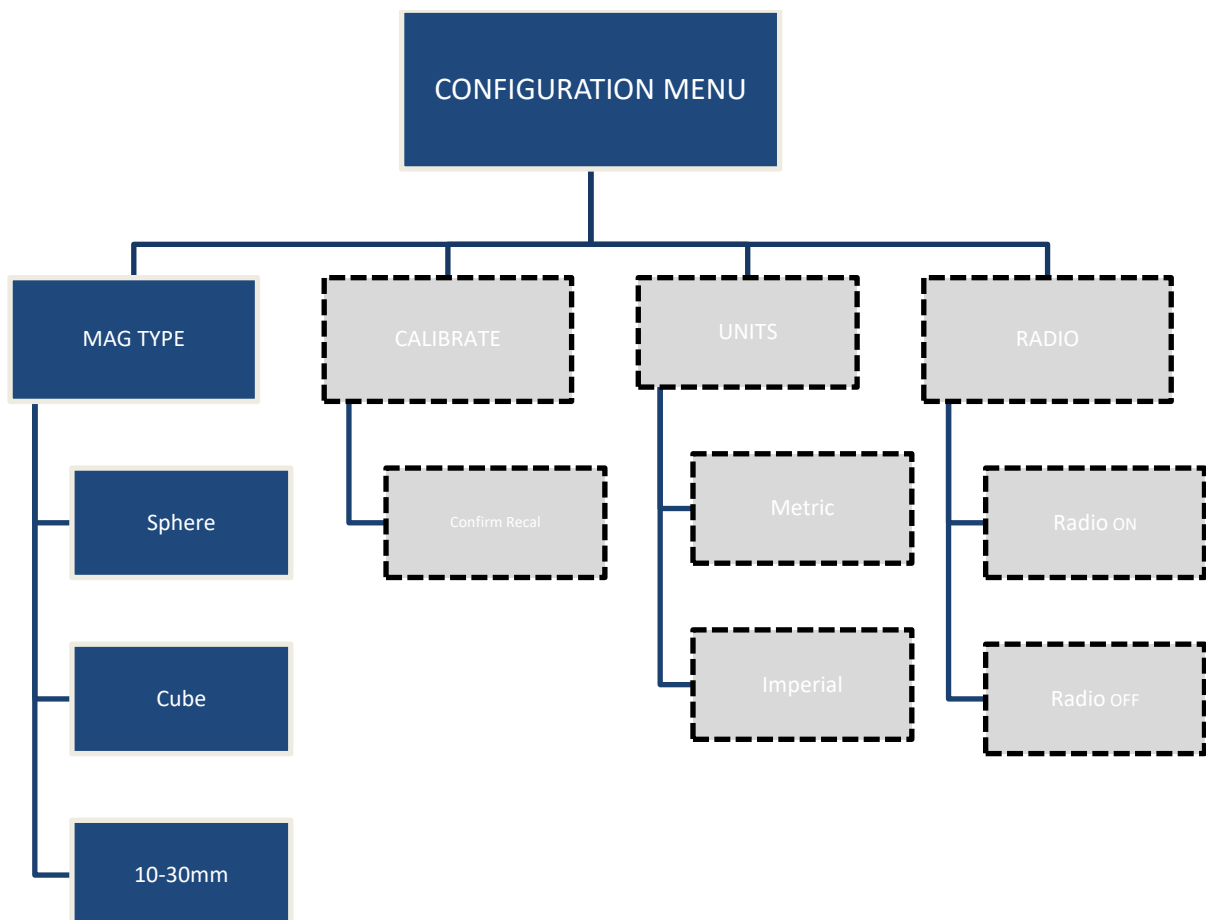 CONFIGURATION MENU
MAG TYPE
CALIBRATE
UNITS
RADIO
Sphere
Confirm Recal
Metric
Radio ON
Cube
Imperial
Radio OFF
10-30mm